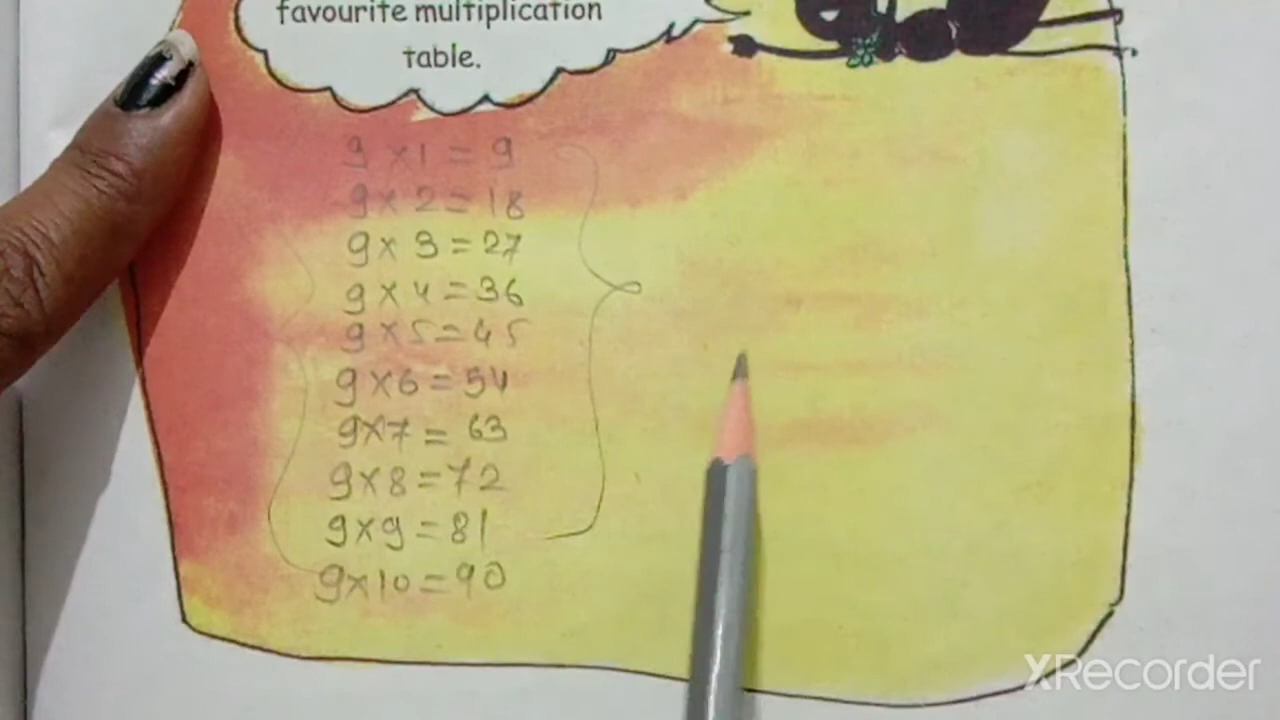 favourite multiplication
table.
9 x 1 = 9
9 x 2 = 18
9 x 3 = 27
9 x 4 = 36
9 x 5 = 45
9 x 6 = 54
9 x 7 = 63
9 x 8 = 72
9 x 9 = 81
9 x 10 = 90
XRecorder